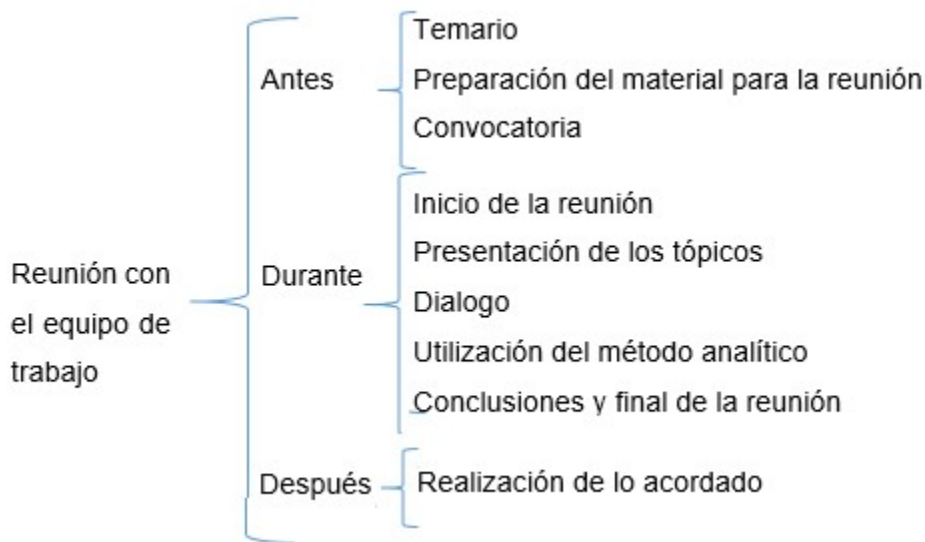 Temario
Antes
Preparación del material para la reunión
Convocatoria
Inicio de la reunión
Presentación de los tópicos
Reunión con
el equipo de
trabajo
Durante
Dialogo
Utilización del método analítico
Conclusiones y final de la reunión
Después
Realización de lo acordado